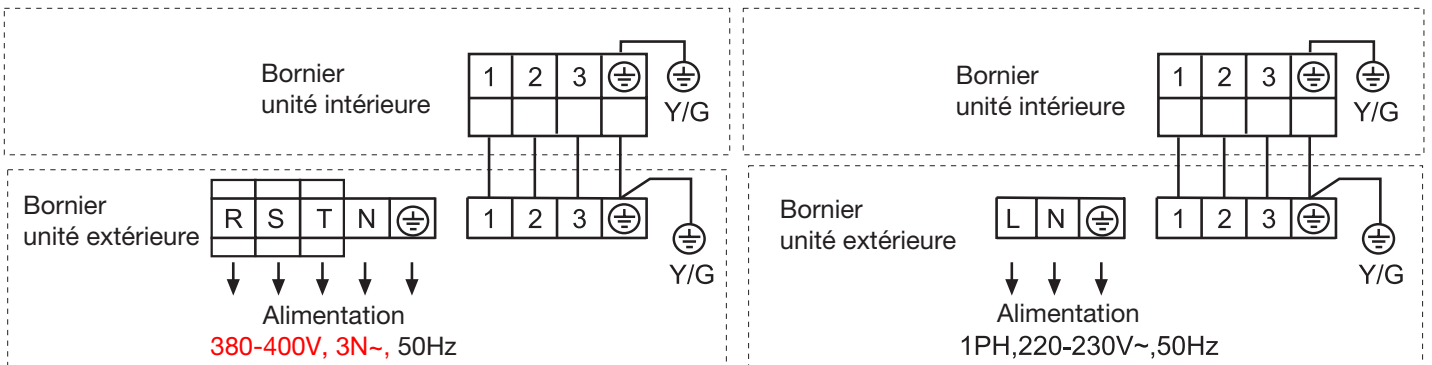 Bornier
unité intérieure
1 2 3
Y/G
Bornier
unité extérieure
R S T N
1 2 3
Y/G
Alimentation
380-400V, 3N~, 50Hz
Bornier
unité intérieure
1 2 3
Y/G
Bornier
unité extérieure
L N
1 2 3
Y/G
Alimentation
1PH,220-230V~,50Hz